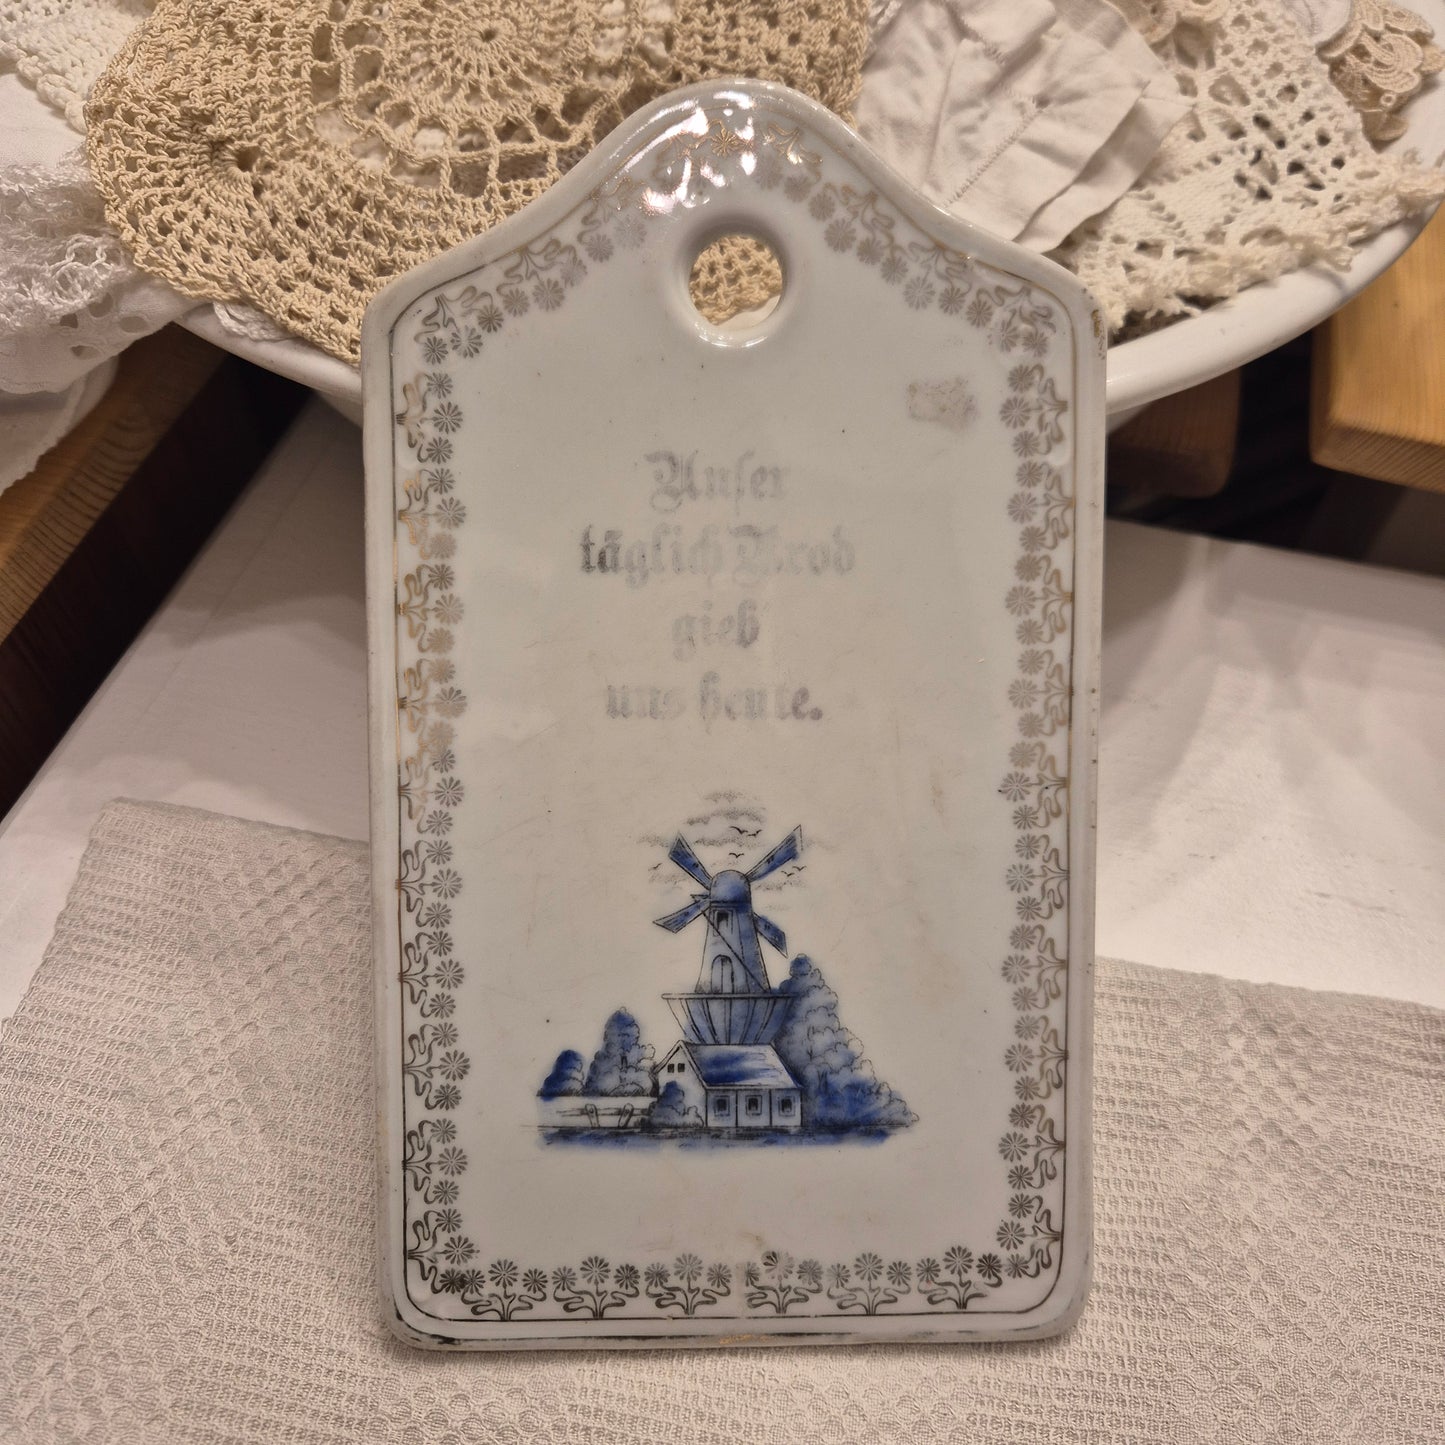 Unser
täglich Brod
gieb
uns heute.